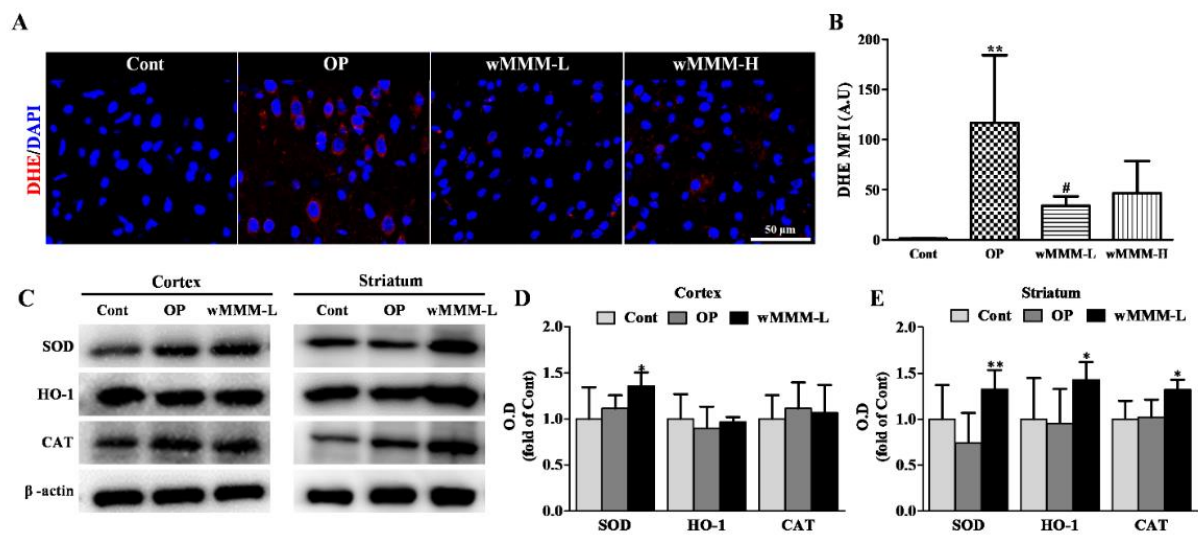 A
Cont
OP
wMMM-L
wMMM-H
DHE/DAPI
50 µm
B
DHE MFI (A.U)
200
150
100
50
0
**
#
Cont
OP
wMMM-L
wMMM-H
C
Cortex
Striatum
Cont
OP
wMMM-L
Cont
OP
wMMM-L
SOD
HO-1
CAT
β -actin
D
Cortex
Cont
OP
wMMM-L
O.D
(fold of Cont)
2.0
1.5
1.0
0.5
0.0
*
SOD
HO-1
CAT
E
Striatum
Cont
OP
wMMM-L
O.D
(fold of Cont)
2.0
1.5
1.0
0.5
0.0
**
*
*
SOD
HO-1
CAT